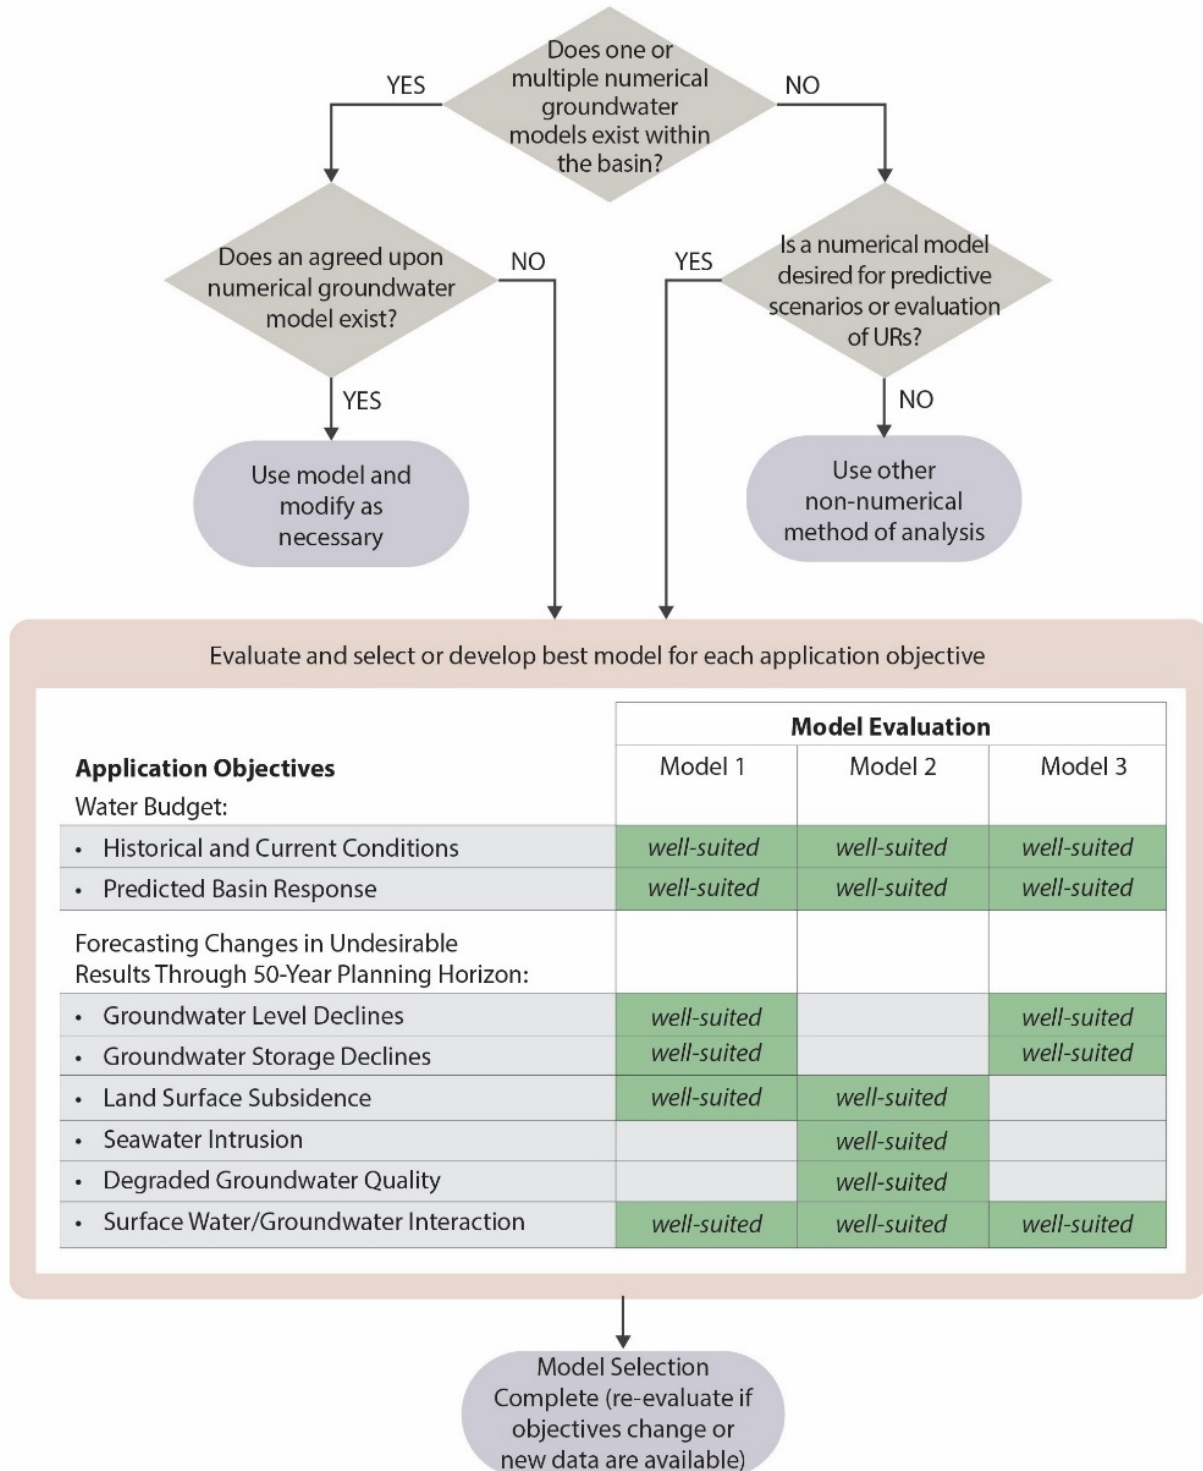 Does one or
multiple numerical
groundwater
models exist within
the basin?
YES
NO
Does an agreed upon
numerical groundwater
model exist?
NO
YES
Is a numerical model
desired for predictive
scenarios or evaluation
of URs?
YES
NO
Use model and
modify as
necessary
Use other
non-numerical
method of analysis
Evaluate and select or develop best model for each application objective
Model Evaluation
Application Objectives
Model 1
Model 2
Model 3
Water Budget:
• Historical and Current Conditions
well-suited
well-suited
well-suited
• Predicted Basin Response
well-suited
well-suited
well-suited
Forecasting Changes in Undesirable
Results Through 50-Year Planning Horizon:
• Groundwater Level Declines
well-suited
well-suited
• Groundwater Storage Declines
well-suited
well-suited
• Land Surface Subsidence
well-suited
well-suited
• Seawater Intrusion
well-suited
• Degraded Groundwater Quality
well-suited
• Surface Water/Groundwater Interaction
well-suited
well-suited
well-suited
Model Selection
Complete (re-evaluate if
objectives change or
new data are available)